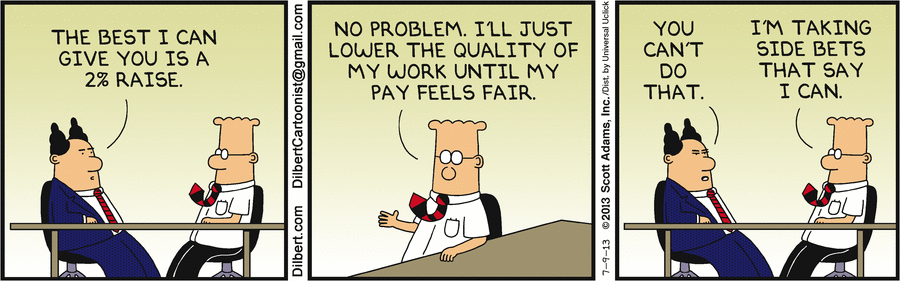 THE BEST I CAN
GIVE YOU IS A
2% RAISE.
Dilbert.com DilbertCartoonist@gmail.com
NO PROBLEM. I'LL JUST
LOWER THE QUALITY OF
MY WORK UNTIL MY
PAY FEELS FAIR.
7-9-13 © 2013 Scott Adams, Inc. /Dist. by Universal Uclick
YOU
CAN'T
DO
THAT.
I'M TAKING
SIDE BETS
THAT SAY
I CAN.